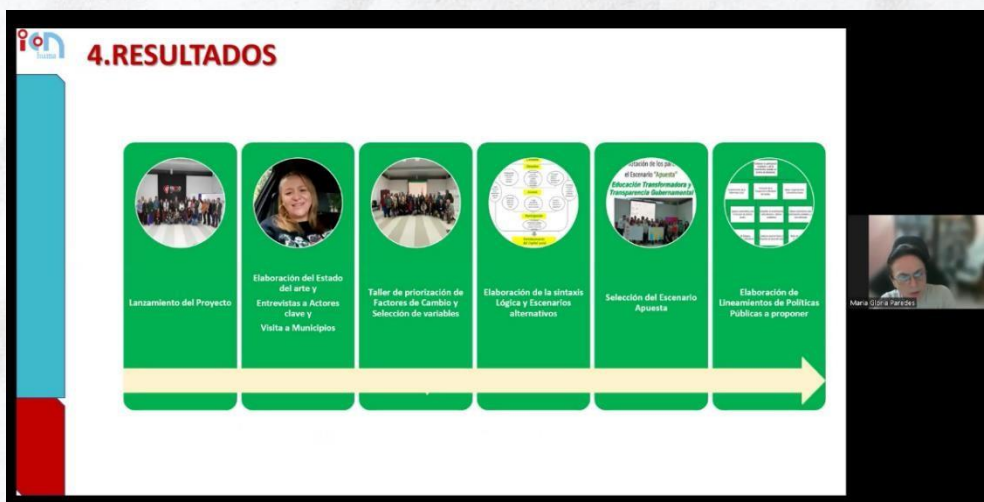 4.RESULTADOS
Lanzamiento del Proyecto
Elaboración del Estado
del arte y
Entrevistas a Actores
clave y
Visita a Municipios
Taller de priorización de
Factores de Cambio y
Selección de variables
Elaboración de la sintaxis
Lógica y Escenarios
alternativos
el Escenario "Apuesta"
Educación Transformadora y
Transparencia Gubernamental
Selección del Escenario
Apuesta
Elaboración de
Lineamientos de Políticas
Públicas a proponer
Maria Gloria Paredes